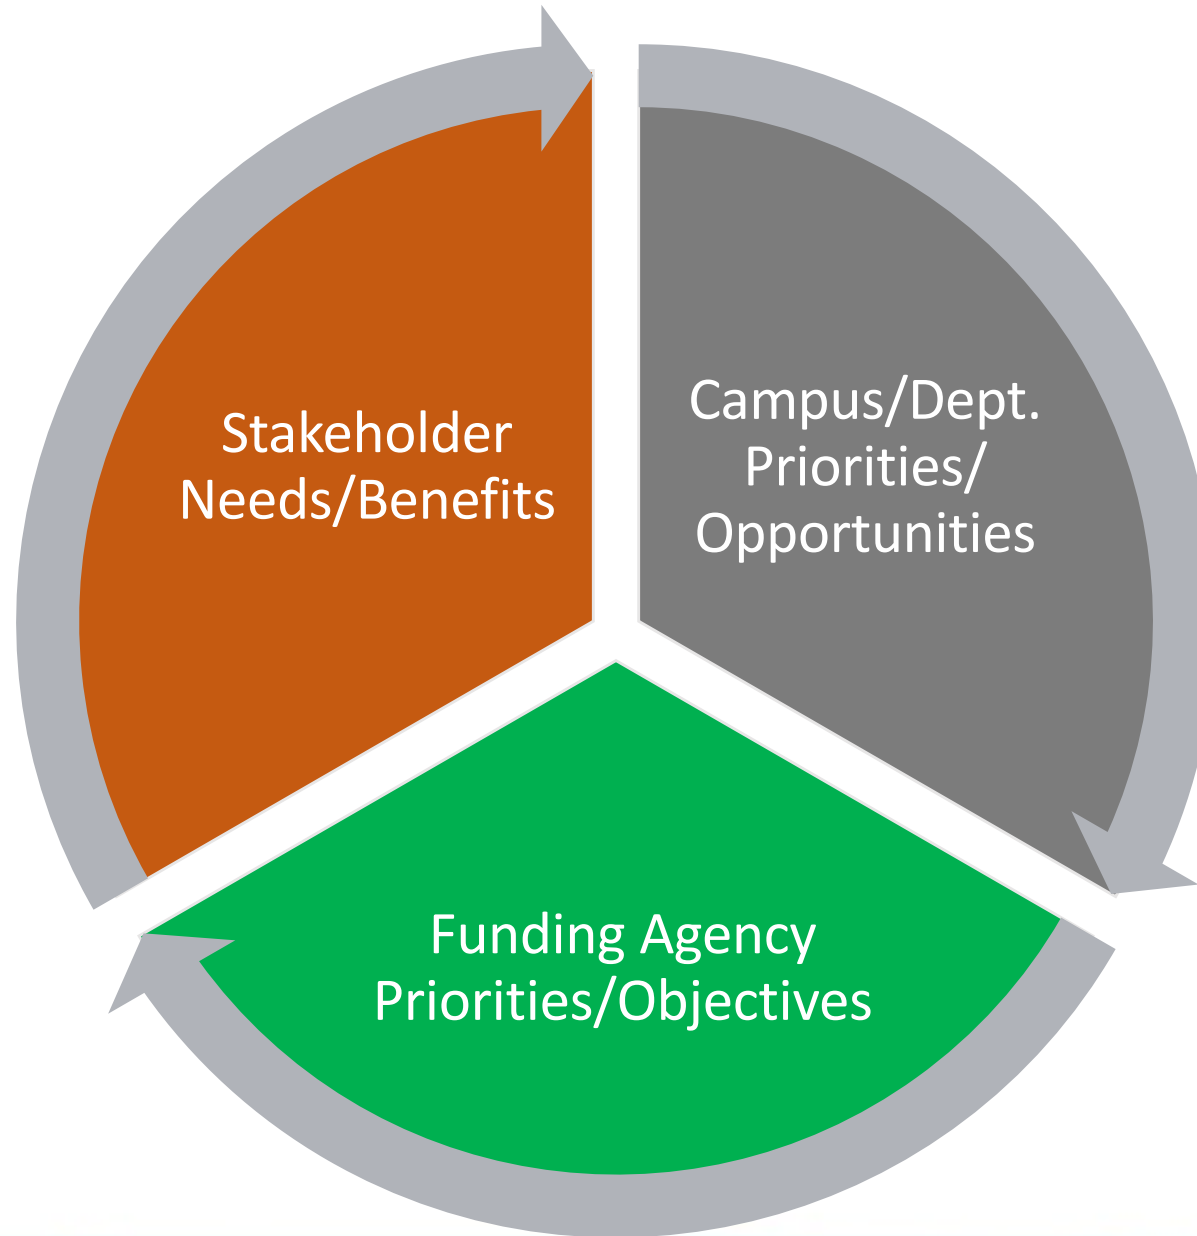 Stakeholder
Needs/Benefits
Campus/Dept.
Priorities/
Opportunities
Funding Agency
Priorities/Objectives